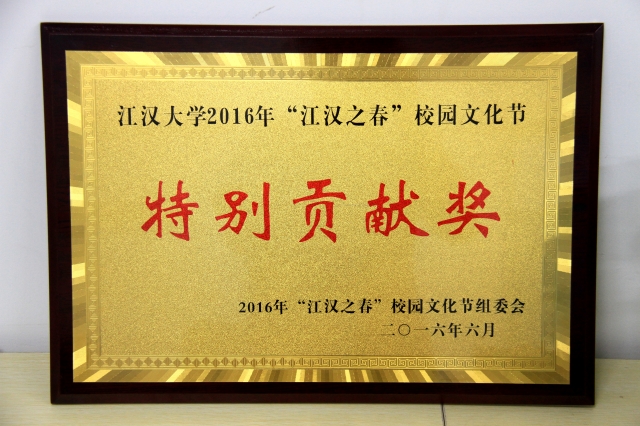 江汉大学2016年“江汉之春”校园文化节
特别贡献奖
2016年“江汉之春”校园文化节组委会
二〇一六年六月